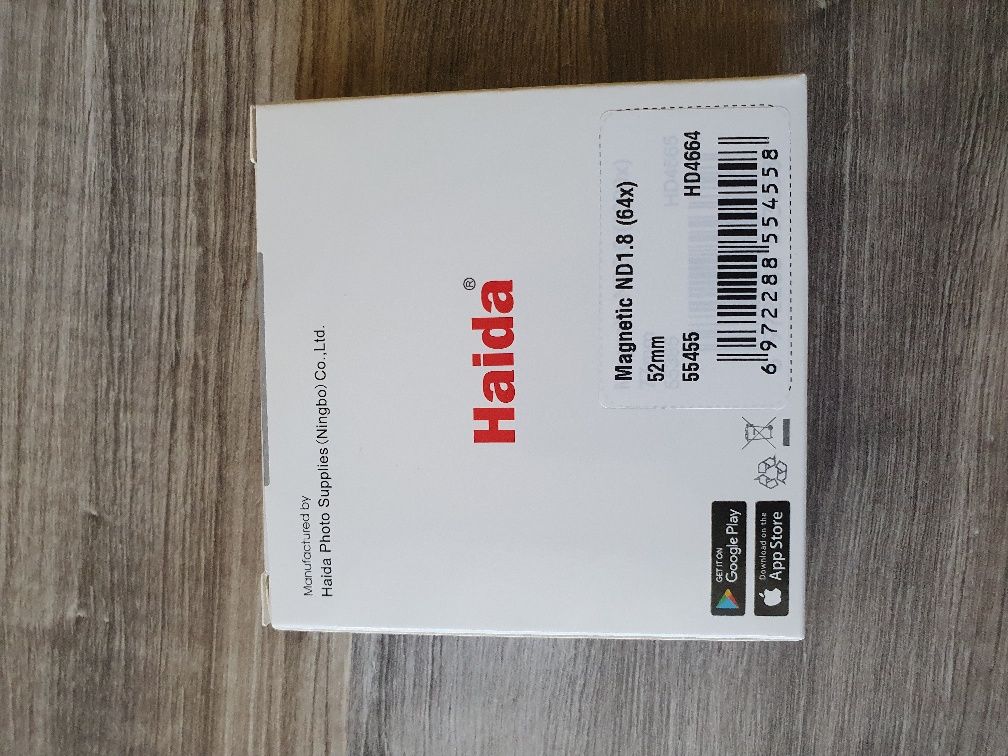 Manufactured by
Haida Photo Supplies (Ningbo) Co.,Ltd.
Haida®
Magnetic ND1.8 (64x)
52mm
55455 HD4664
6 972288 554558
GET IT ON
Google Play
Download on the
App Store